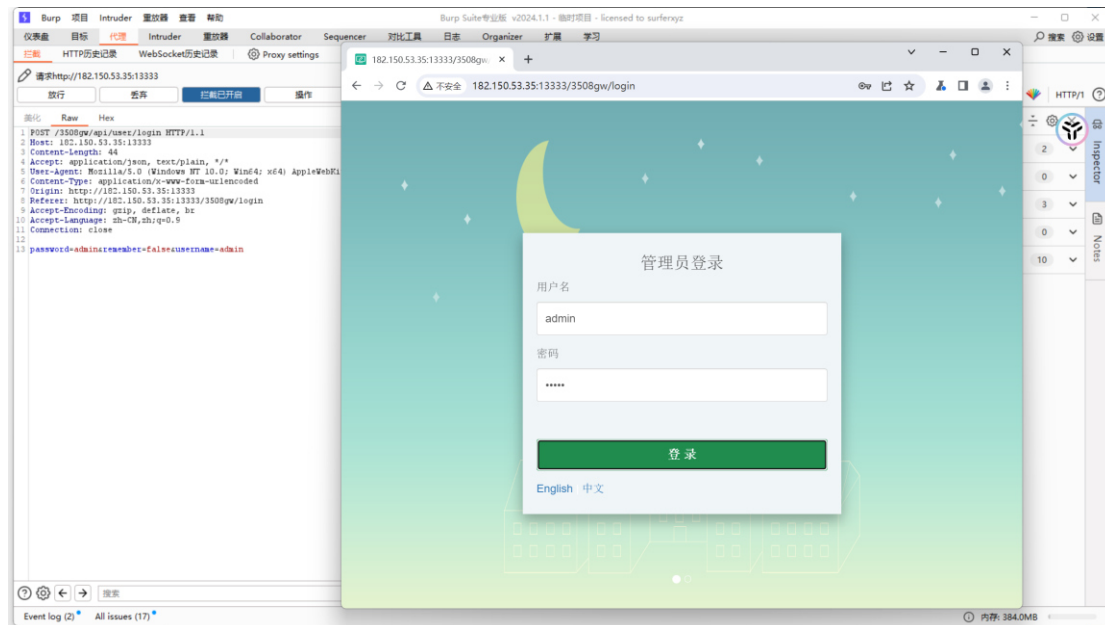 Burp 项目 Intruder 重放器 查看 帮助
Burp Suite专业版 v2024.1.1 - 临时项目 - licensed to surferxyz
仪表盘 目标 代理 Intruder 重放器 Collaborator Sequencer 对比工具 日志 Organizer 扩展 学习
搜索 设置
拦截 HTTP历史记录 WebSocket历史记录 Proxy settings
请求http://182.150.53.35:13333
放行 丢弃 拦截已开启 操作
HTTP/1
美化 Raw Hex
1 POST /3508gw/api/user/login HTTP/1.1
2 Host: 182.150.53.35:13333
3 Content-Length: 44
4 Accept: application/json, text/plain, */*
5 User-Agent: Mozilla/5.0 (Windows NT 10.0; Win64; x64) AppleWebKi
6 Content-Type: application/x-www-form-urlencoded
7 Origin: http://182.150.53.35:13333
8 Referer: http://182.150.53.35:13333/3508gw/login
9 Accept-Encoding: gzip, deflate, br
10 Accept-Language: zh-CN,zh;q=0.9
11 Connection: close
12
13 password=admin&remember=false&username=admin
182.150.53.35:13333/3508gw
不安全 182.150.53.35:13333/3508gw/login
管理员登录
用户名
admin
密码
•••••
登 录
English 中文
Inspector
2
0
3
0
10
Notes
搜索
Event log (2) All issues (17)
内存: 384.0MB